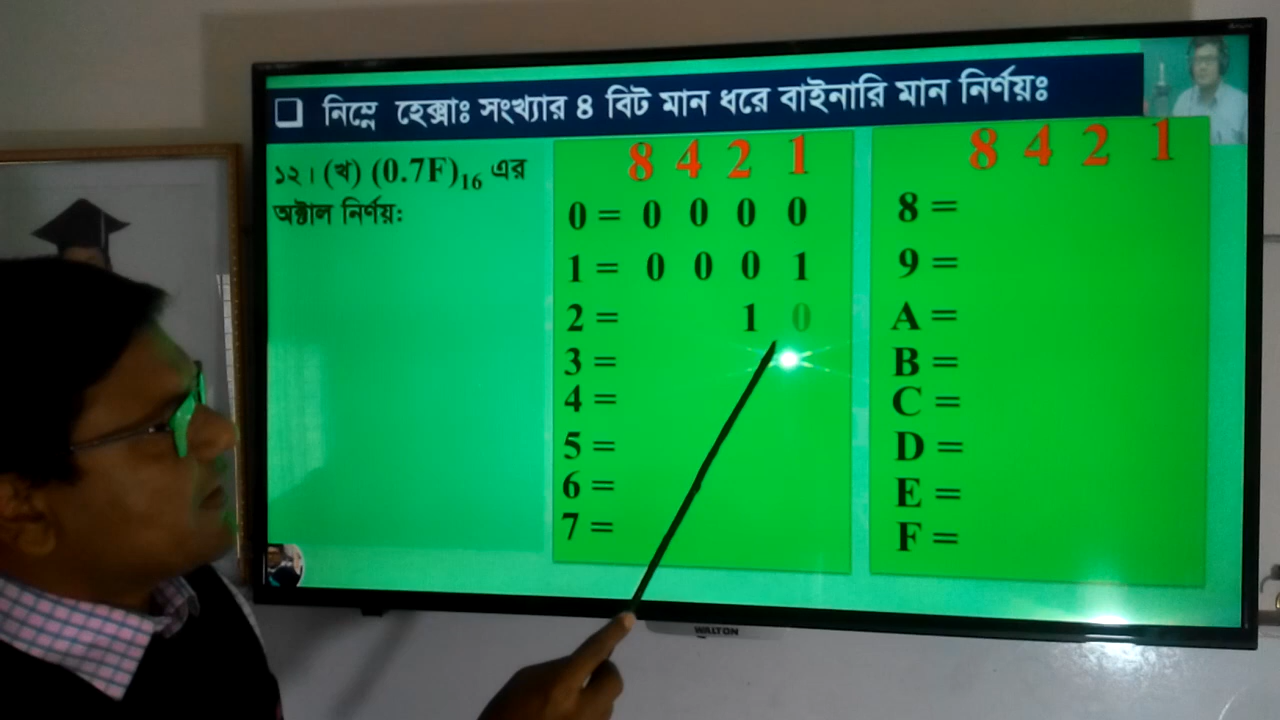 ❑ নিম্নে হেক্সাঃ সংখ্যার ৪ বিট মান ধরে বাইনারি মান নির্ণয়ঃ
১২। (খ) (0.7F)16 এর
অক্টাল নির্ণয়:
8 4 2 1
0 = 0 0 0 0
1 = 0 0 0 1
2 = 1 0
3 =
4 =
5 =
6 =
7 =
8 4 2 1
8 =
9 =
A =
B =
C =
D =
E =
F =
WALTON